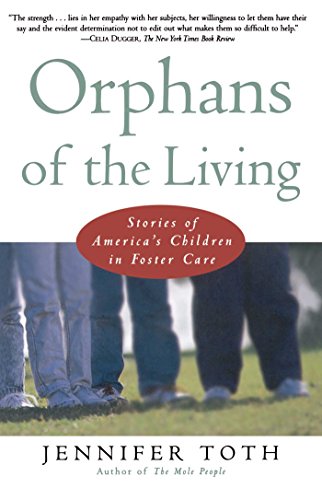 "The strength . . . lies in her empathy with her subjects, her willingness to let them have their
say and the evident determination not to edit out what makes them so difficult to help."
—CELIA DUGGER, The New York Times Book Review
Orphans
of the Living
Stories of
America's Children
in Foster Care
JENNIFER TOTH
Author of The Mole People